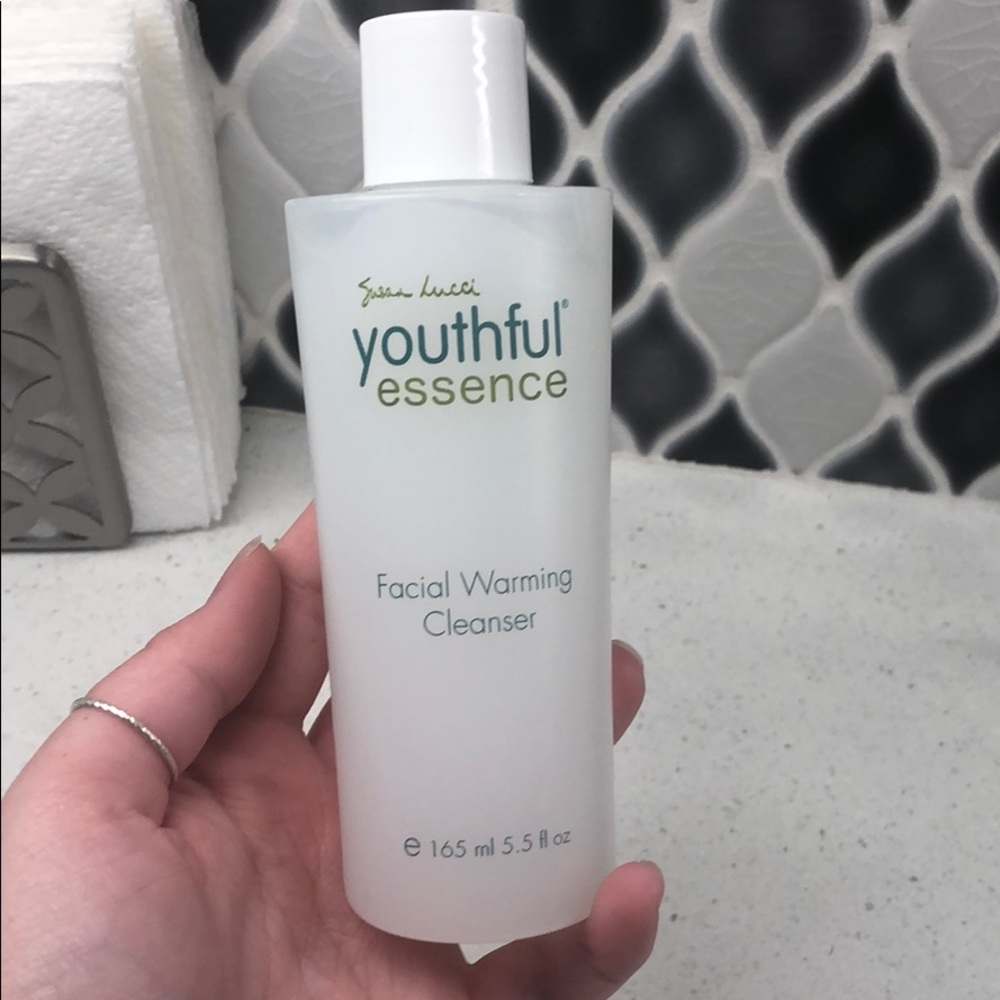 Susan Lucci
youthful®
essence
Facial Warming
Cleanser
e 165 ml 5.5 fl oz